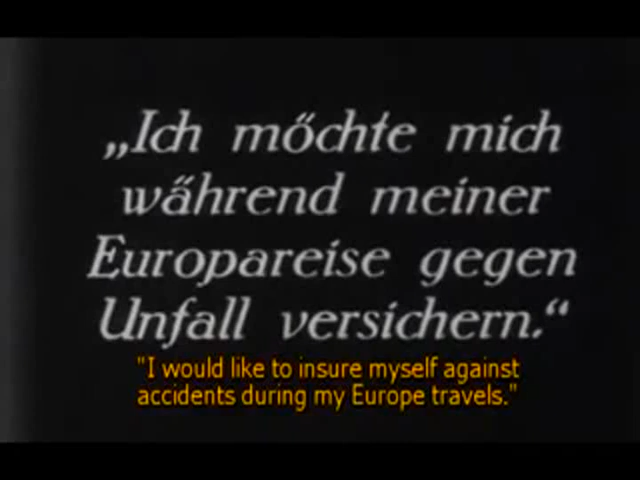 „Ich möchte mich
während meiner
Europareise gegen
Unfall versichern.“
"I would like to insure myself against
accidents during my Europe travels."